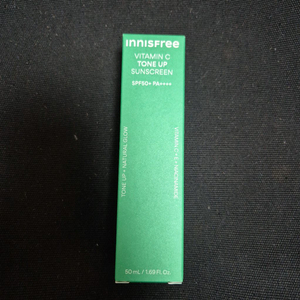 innisfree
VITAMIN C
TONE UP
SUNSCREEN
SPF50+ PA++++
TONE UP + NATURAL GLOW
50 mL / 1.69 Fl.Oz.